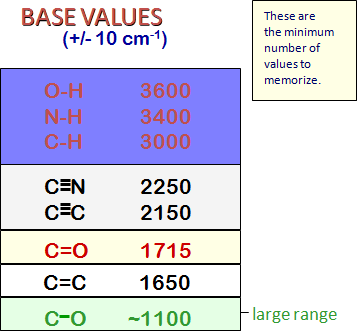 BASE VALUES
(+/- 10 cm-1)
These are
the minimum
number of
values to
memorize.
O-H 3600
N-H 3400
C-H 3000
C≡N 2250
C≡C 2150
C=O 1715
C=C 1650
C-O ~1100
large range